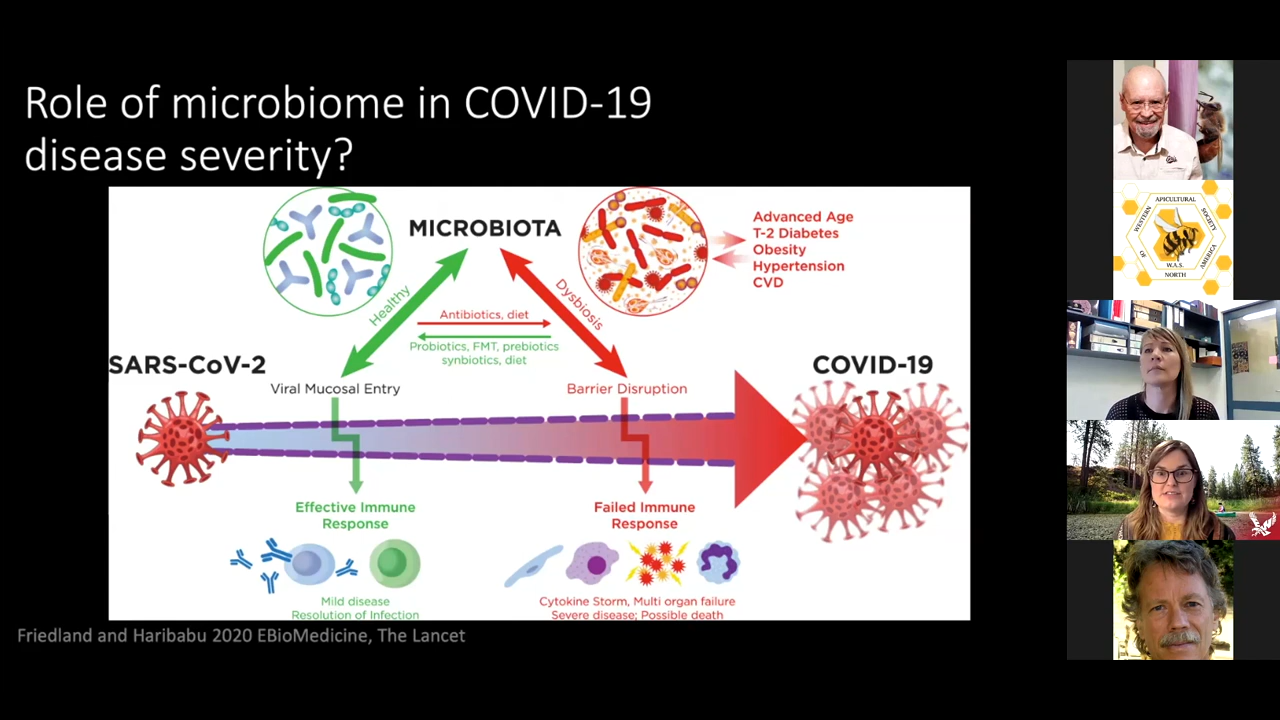 Role of microbiome in COVID-19
disease severity?
MICROBIOTA
Advanced Age
T-2 Diabetes
Obesity
Hypertension
CVD
Healthy
Dysbiosis
Antibiotics, diet
Probiotics, FMT, prebiotics
synbiotics, diet
SARS-CoV-2
COVID-19
Viral Mucosal Entry
Barrier Disruption
Effective Immune
Response
Failed Immune
Response
Mild disease
Resolution of Infection
Cytokine Storm, Multi organ failure
Severe disease; Possible death
Friedland and Haribabu 2020 EBioMedicine, The Lancet
WESTERN
APICULTURAL
SOCIETY
OF
NORTH
AMERICA
W.A.S.